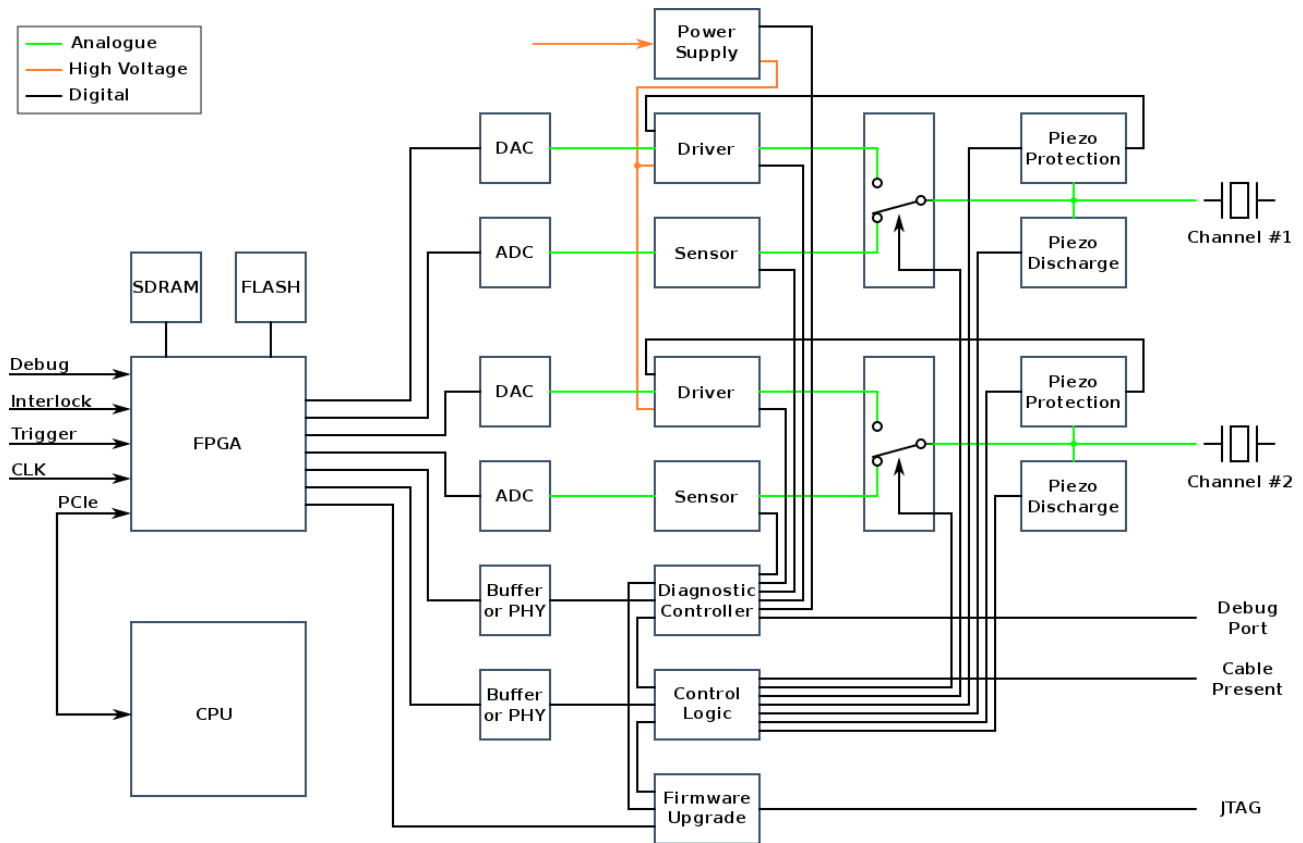 Analogue
High Voltage
Digital
Power
Supply
DAC
Driver
Piezo
Protection
ADC
Sensor
Piezo
Discharge
Channel #1
SDRAM
FLASH
Debug
Interlock
Trigger
CLK
PCIe
FPGA
DAC
Driver
Piezo
Protection
ADC
Sensor
Piezo
Discharge
Channel #2
Buffer
or PHY
Diagnostic
Controller
Debug
Port
CPU
Buffer
or PHY
Control
Logic
Cable
Present
Firmware
Upgrade
JTAG